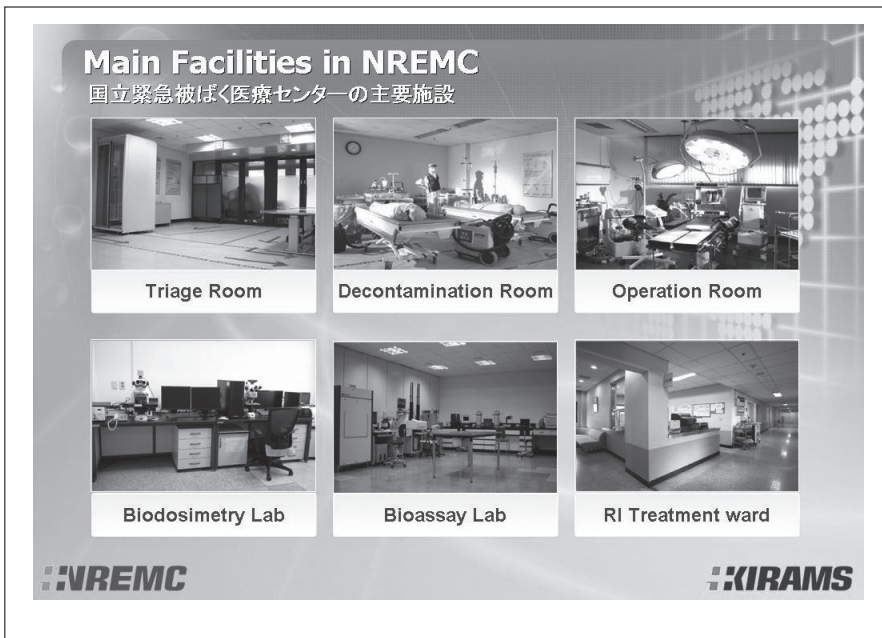 Main Facilities in NREMC
国立緊急被ばく医療センターの主要施設
Triage Room
Decontamination Room
Operation Room
Biodosimetry Lab
Bioassay Lab
RI Treatment ward
NREMC
KIRAMS